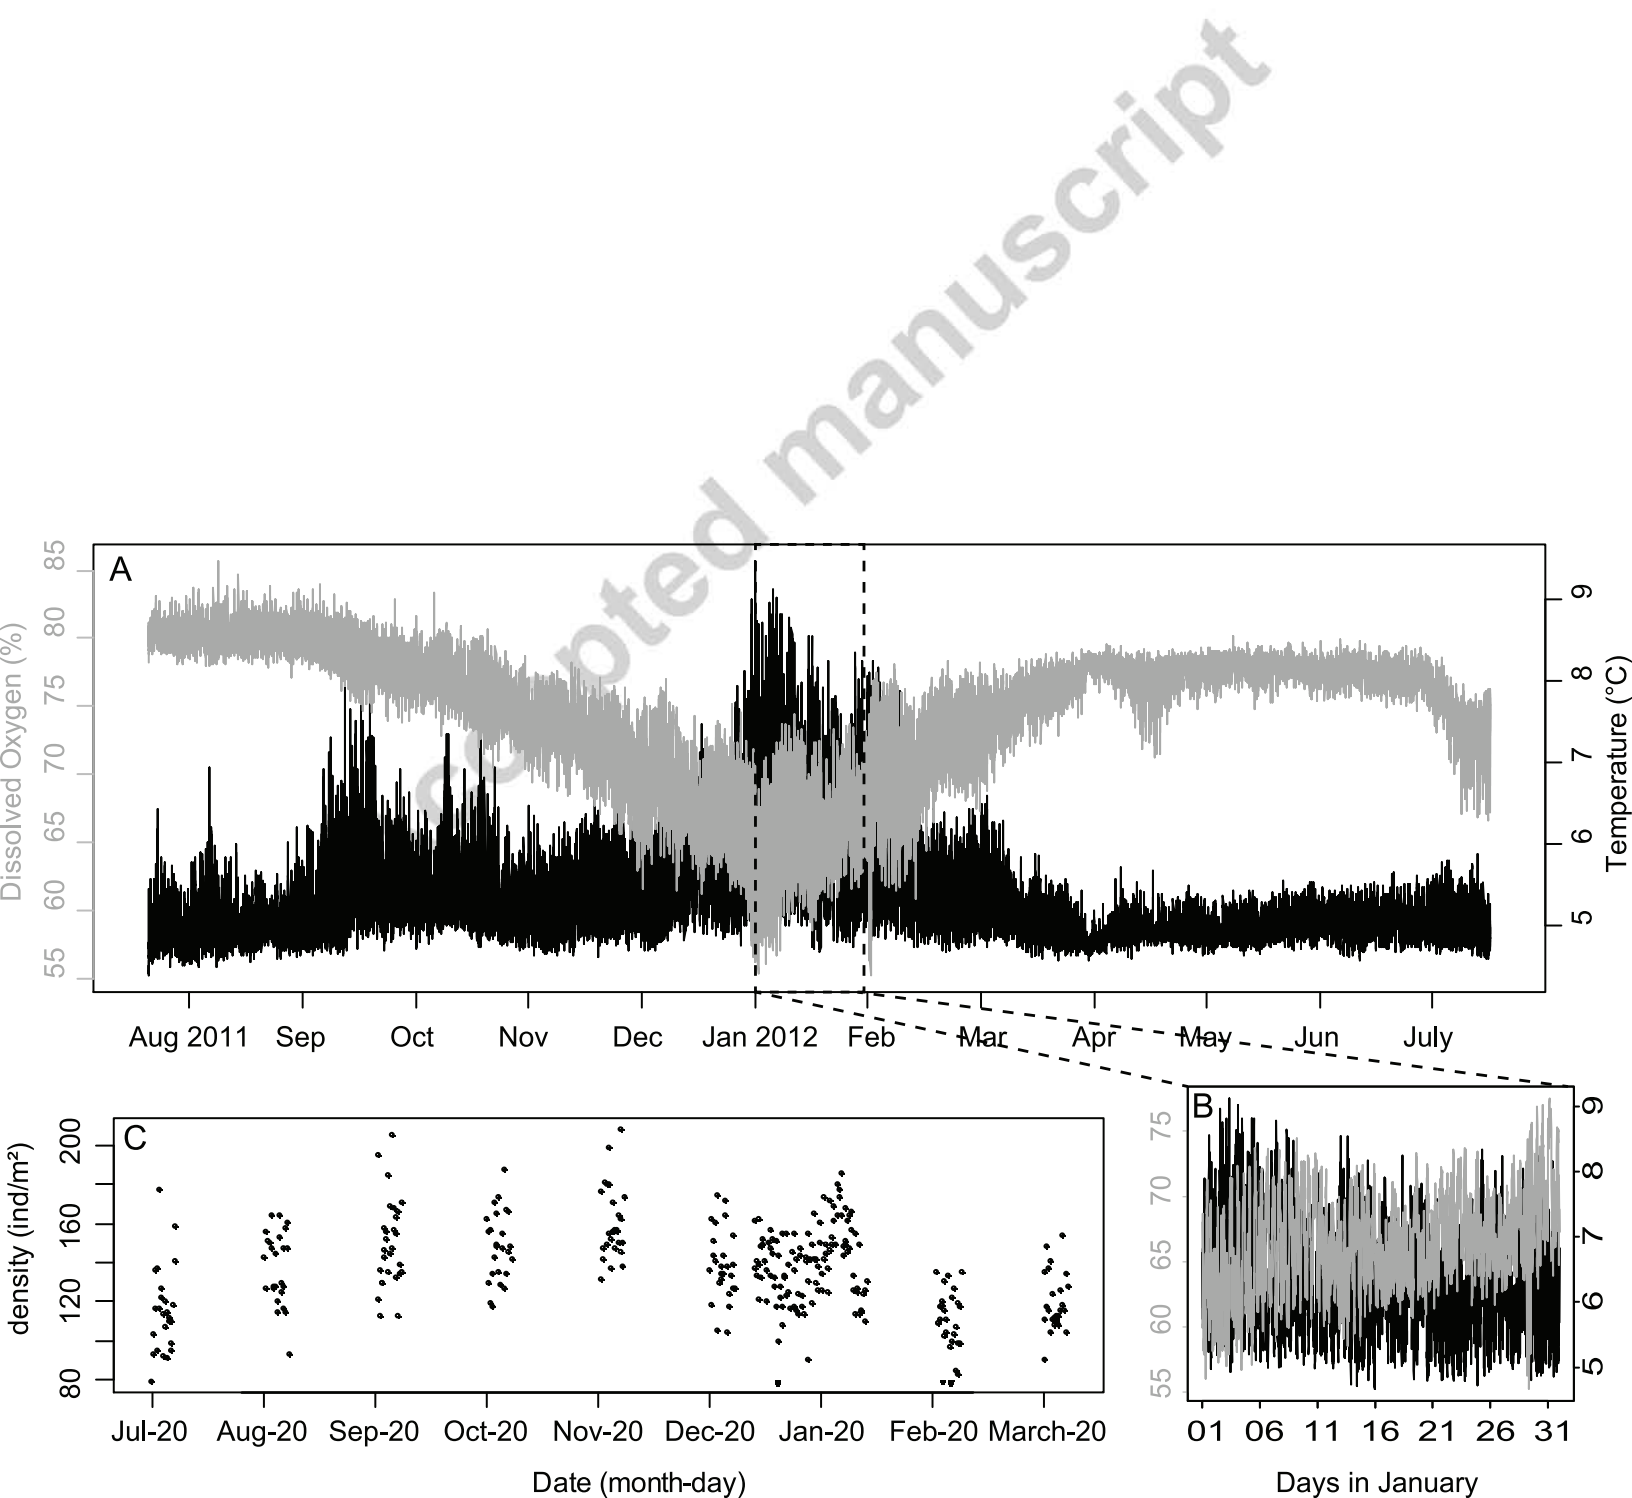 cepted manuscript
A
85
80
75
70
65
60
55
Dissolved Oxygen (%)
9
8
7
6
5
Temperature (°C)
Aug 2011 Sep Oct Nov Dec Jan 2012 Feb Mar Apr May Jun July
C
200
160
120
80
density (ind/m²)
Jul-20 Aug-20 Sep-20 Oct-20 Nov-20 Dec-20 Jan-20 Feb-20 March-20
Date (month-day)
B
75
70
65
60
55
9
8
7
6
5
01 06 11 16 21 26 31
Days in January